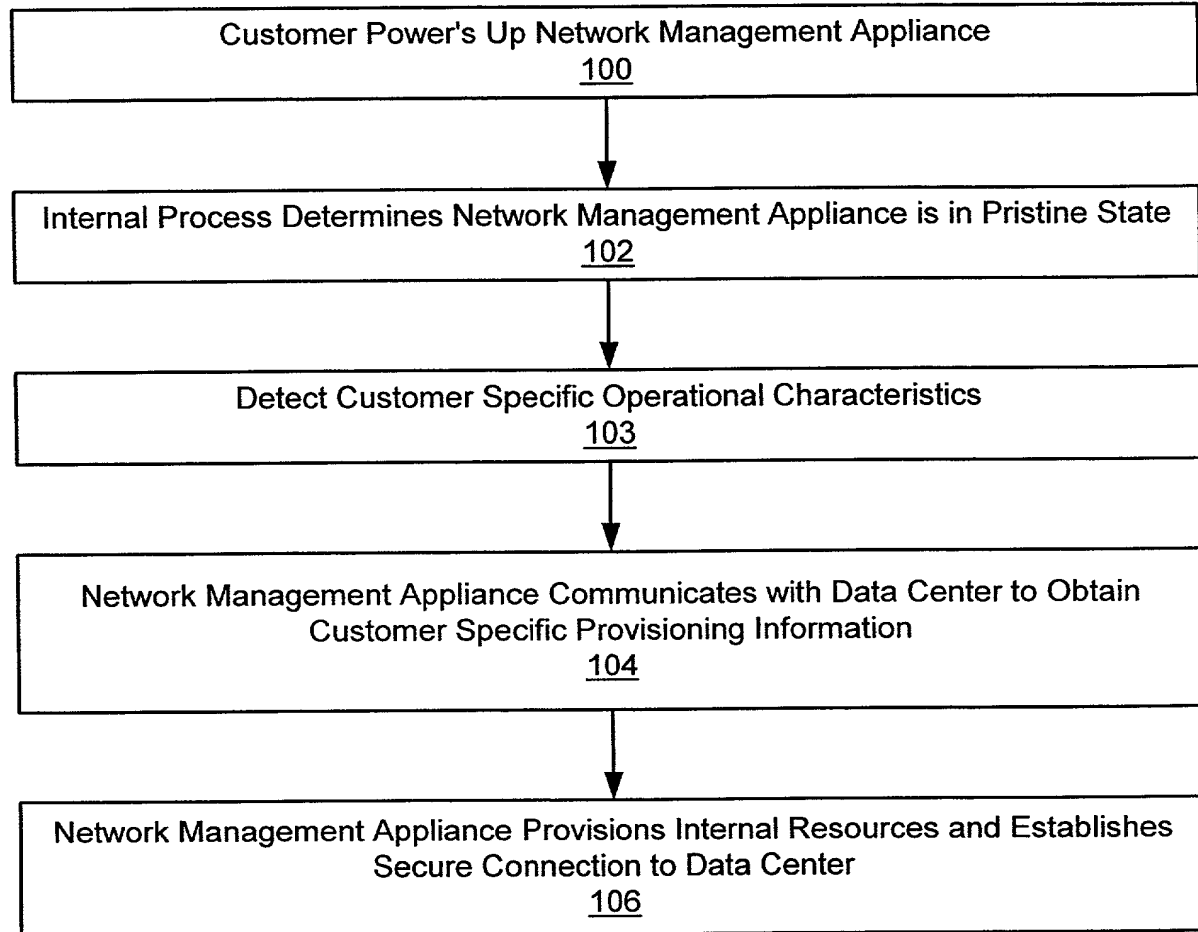 Customer Power's Up Network Management Appliance
100
Internal Process Determines Network Management Appliance is in Pristine State
102
Detect Customer Specific Operational Characteristics
103
Network Management Appliance Communicates with Data Center to Obtain
Customer Specific Provisioning Information
104
Network Management Appliance Provisions Internal Resources and Establishes
Secure Connection to Data Center
106